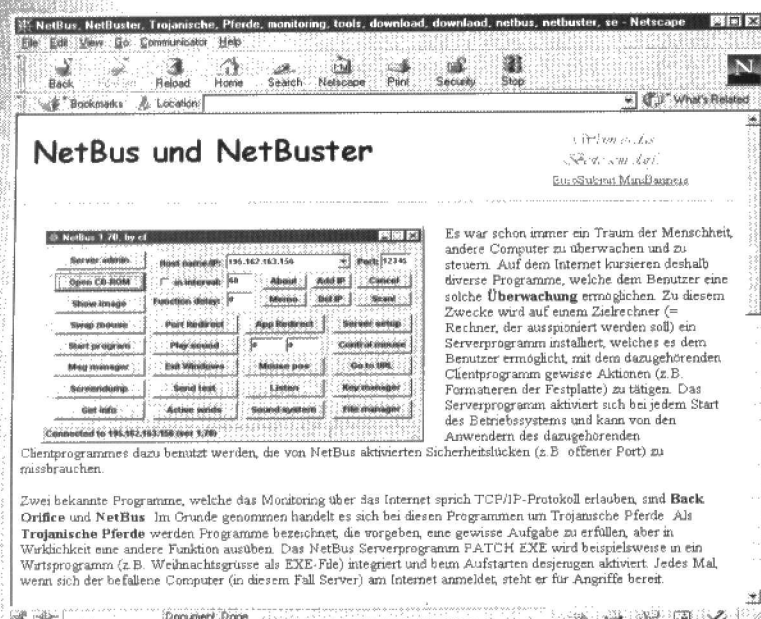 NetBus, NetBuster, Trojanische, Pferde, monitoring, tools, download, downlaod, netbus, netbuster, se - Netscape
File Edit View Go Communicator Help
Back Reload Home Search Netscape Print Security Stop
Bookmarks Location: What's Related
NetBus und NetBuster
EuroSubmit MiniBanners
NetBus 1.70, by cf
Server admin Host name/IP: 196.162.163.156 Port: 12345
Open CD-ROM in interval: 60 About Add IP Cancel
Show image Function delay: 0 Memo Del IP Scan!
Swap mouse Port Redirect App Redirect Server setup
Start program Play sound 0 0 Control mouse
Msg manager Exit Windows Mouse pos Go to URL
Screendump Send text Listen Key manager
Get info Active wnds Sound system File manager
Connected to 196.162.163.156 (ver 1.70)
Es war schon immer ein Traum der Menschheit,
andere Computer zu überwachen und zu
steuern. Auf dem Internet kursieren deshalb
diverse Programme, welche dem Benutzer eine
solche Überwachung ermöglichen. Zu diesem
Zwecke wird auf einem Zielrechner (=
Rechner, der ausspioniert werden soll) ein
Serverprogramm installiert, welches es dem
Benutzer ermöglicht, mit dem dazugehörenden
Clientprogramm gewisse Aktionen (z.B.
Formatieren der Festplatte) zu tätigen. Das
Serverprogramm aktiviert sich bei jedem Start
des Betriebssystems und kann von den
Anwendern des dazugehörenden
Clientprogrammes dazu benutzt werden, die von NetBus aktivierten Sicherheitslücken (z.B. offener Port) zu
missbrauchen.
Zwei bekannte Programme, welche das Monitoring über das Internet sprich TCP/IP-Protokoll erlauben, sind Back
Orifice und NetBus. Im Grunde genommen handelt es sich bei diesen Programmen um Trojanische Pferde. Als
Trojanische Pferde werden Programme bezeichnet, die vorgeben, eine gewisse Aufgabe zu erfüllen, aber in
Wirklichkeit eine andere Funktion ausüben. Das NetBus Serverprogramm PATCH.EXE wird beispielsweise in ein
Wirtsprogramm (z.B. Weihnachtsgrüsse als EXE-File) integriert und beim Aufstarten desjenigen aktiviert. Jedes Mal,
wenn sich der befallene Computer (in diesem Fall Server) am Internet anmeldet, steht er für Angriffe bereit.
Document: Done